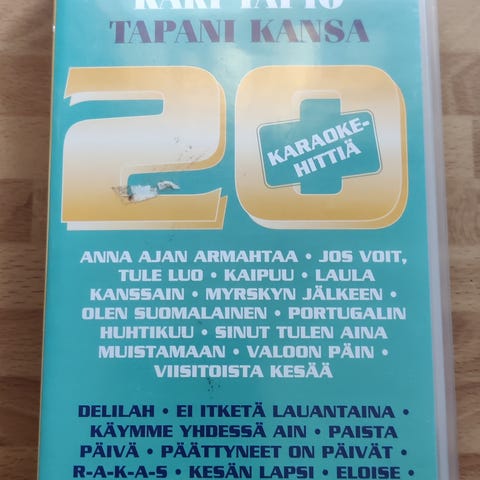 KARI TAPIO
TAPANI KANSA
20
KARAOKE-
HITTIÄ
ANNA AJAN ARMAHTAA • JOS VOIT,
TULE LUO • KAIPUU • LAULA
KANSSAIN • MYRSKYN JÄLKEEN •
OLEN SUOMALAINEN • PORTUGALIN
HUHTIKUU • SINUT TULEN AINA
MUISTAMAAN • VALOON PÄIN •
VIISITOISTA KESÄÄ
DELILAH • EI ITKETÄ LAUANTAINA •
KÄYMME YHDESSÄ AIN • PAISTA
PÄIVÄ • PÄÄTTYNEET ON PÄIVÄT •
R-A-K-A-S • KESÄN LAPSI • ELOISE •